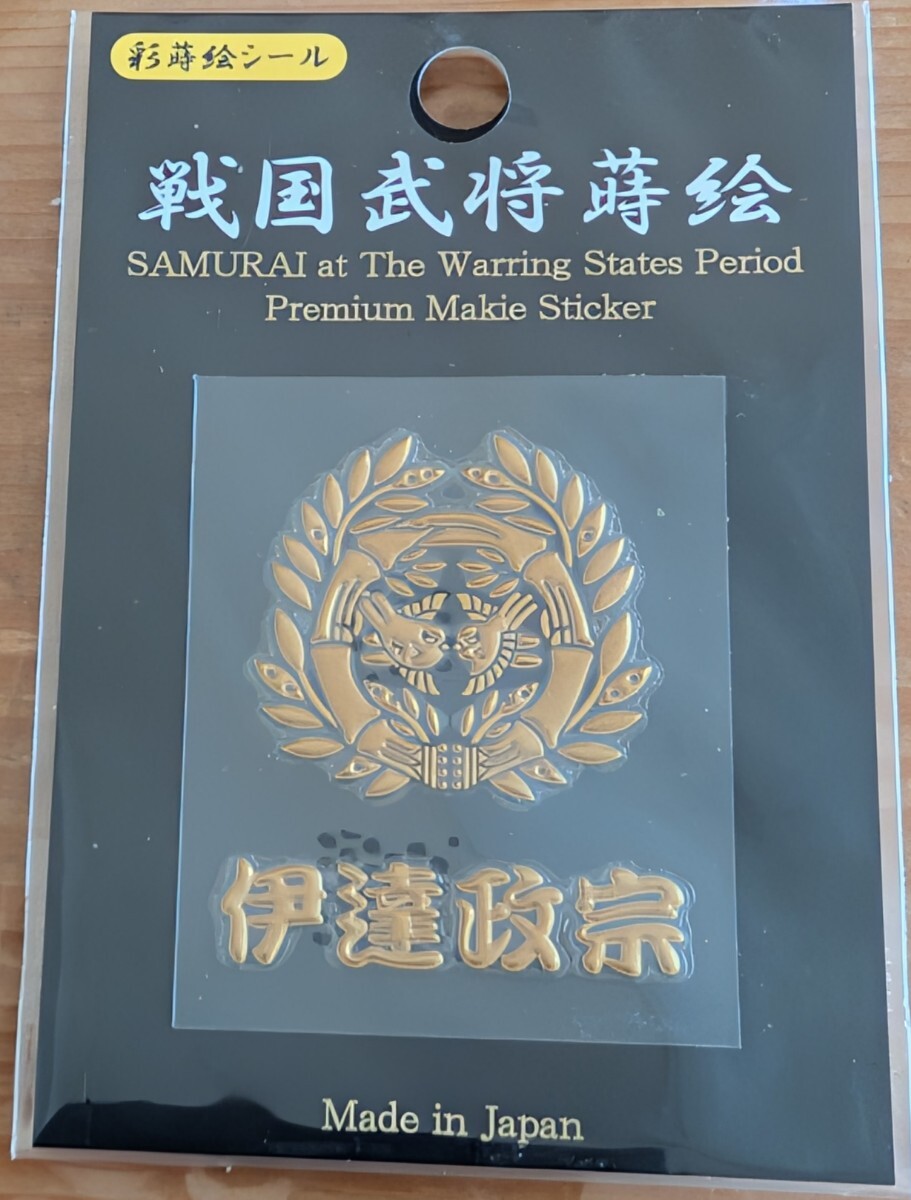 彩蒔絵シール
戦国武将蒔絵
SAMURAI at The Warring States Period
Premium Makie Sticker
伊達政宗
Made in Japan